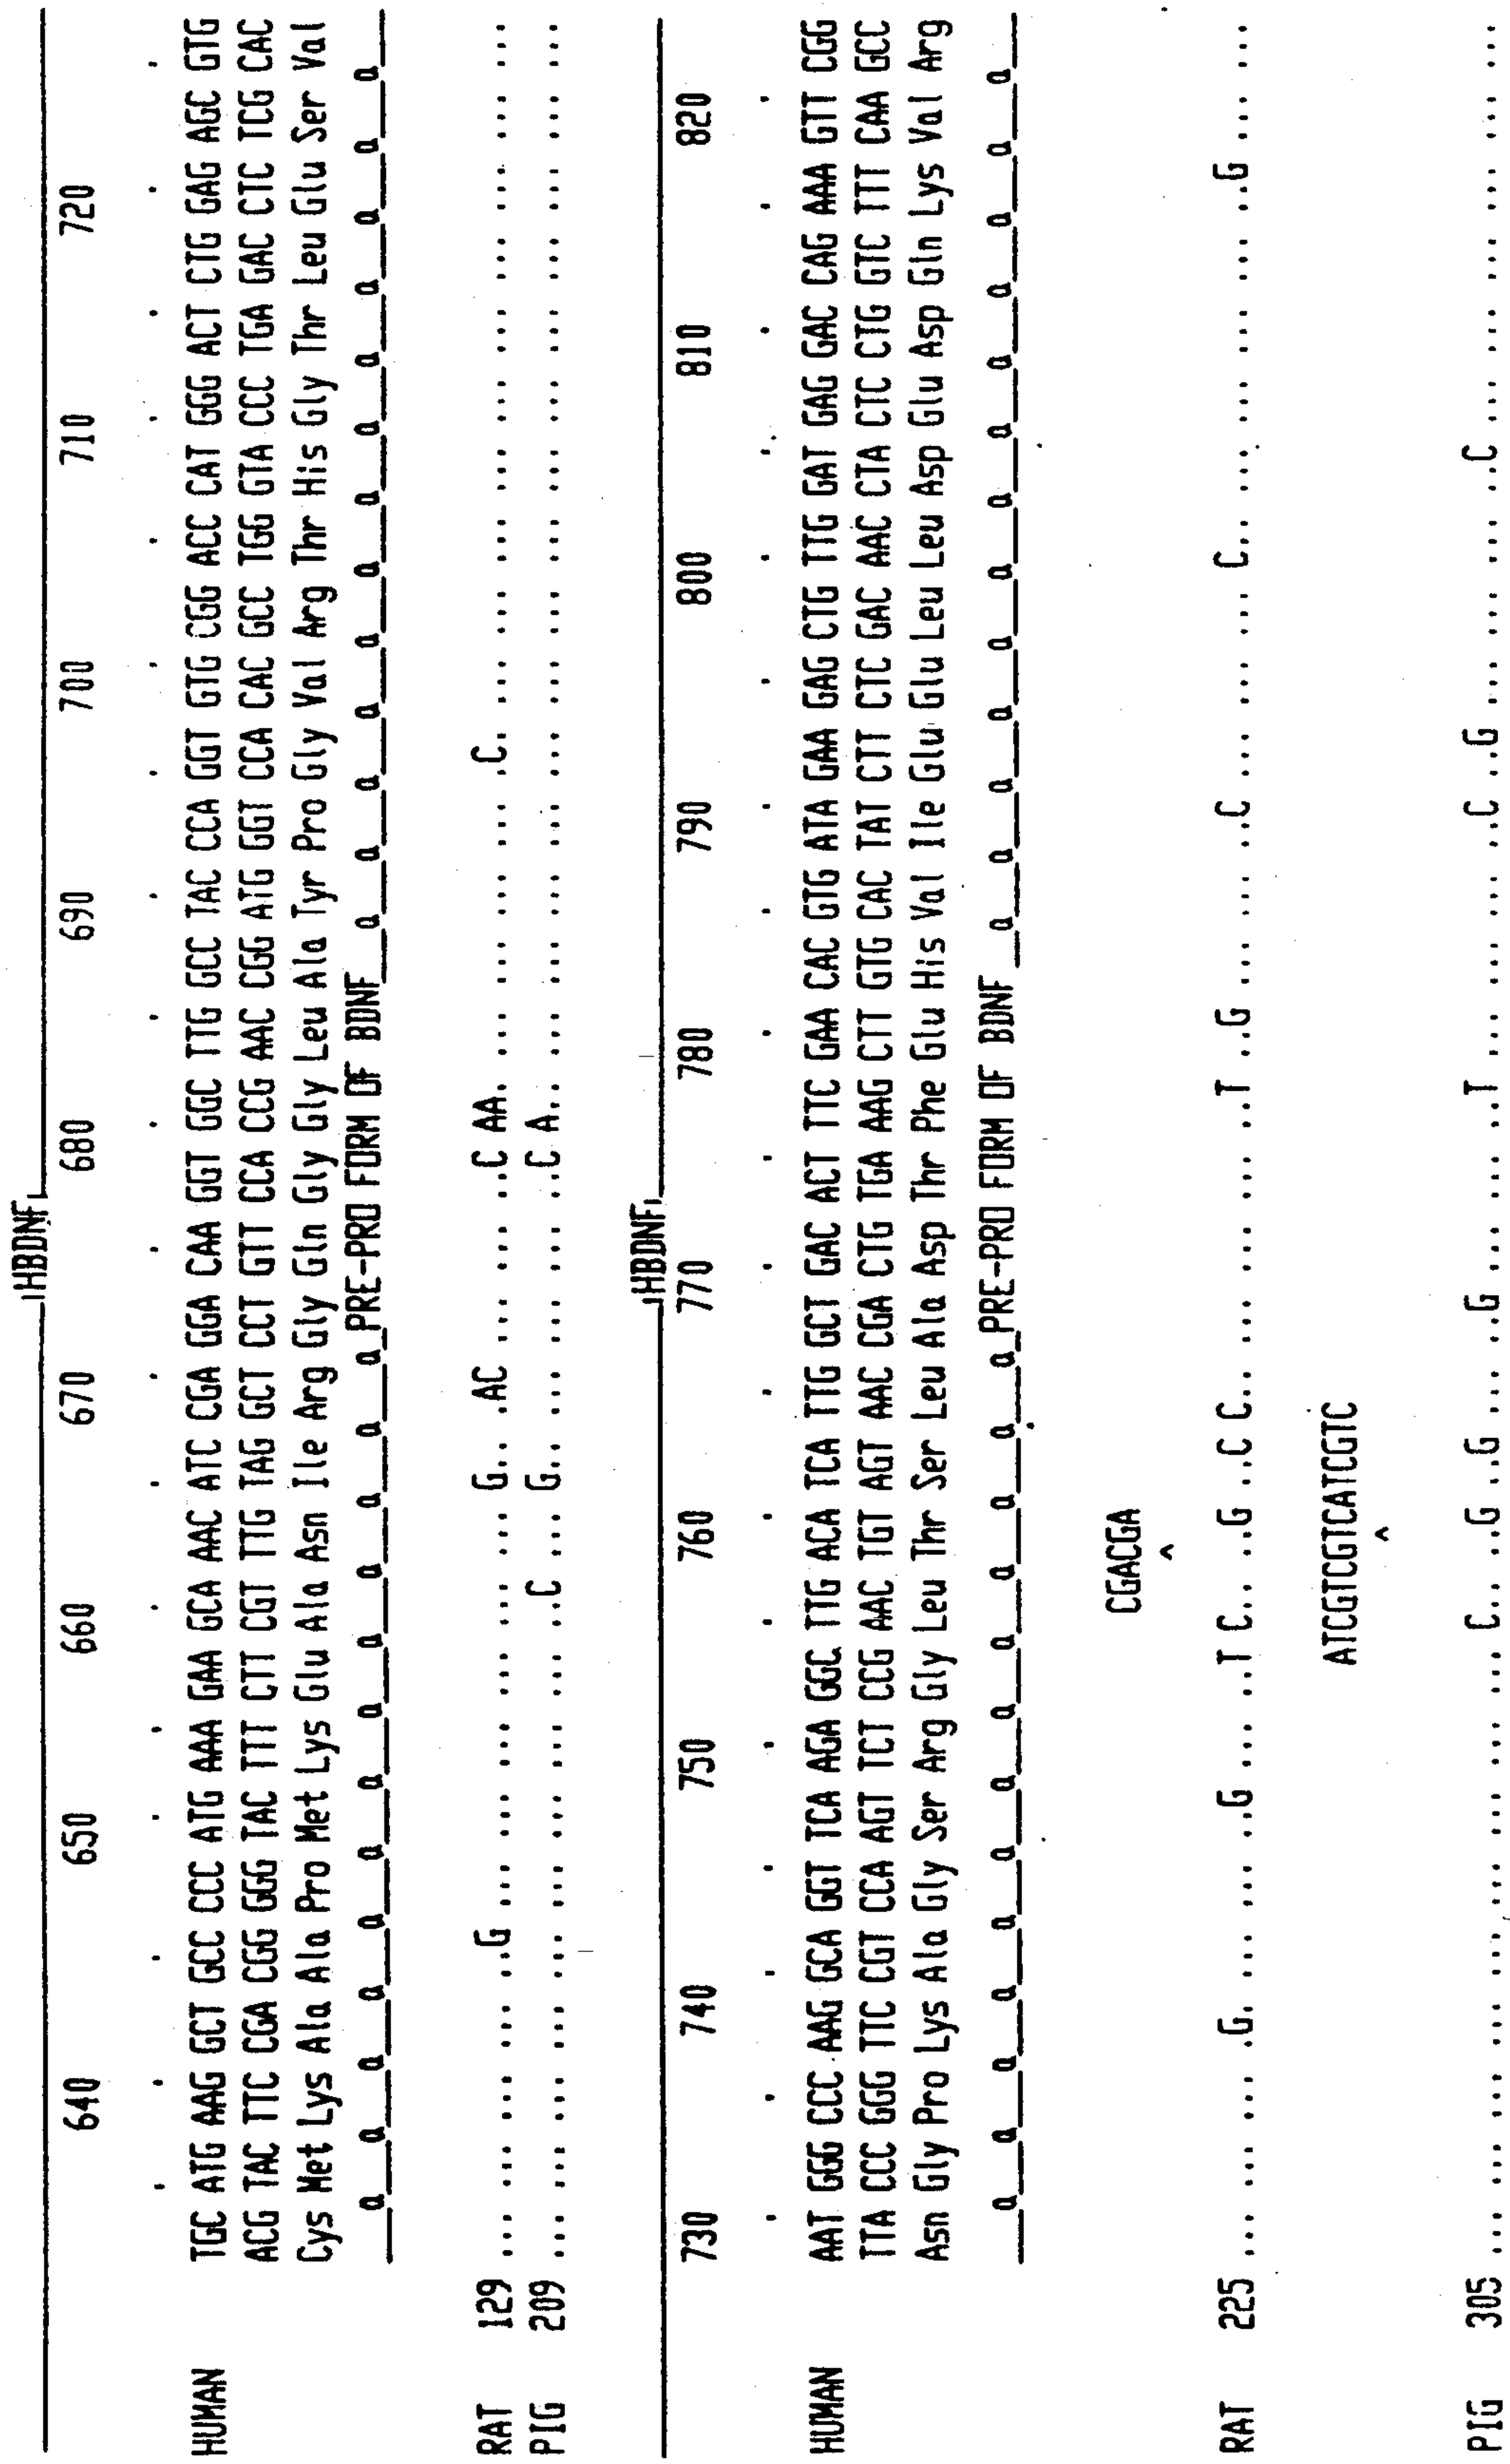 HBDNF
640 650 660 670 680 690 700 710 720
HUMAN TGC ATG AAG GCT GCC CCC ATG AAA GAA GCA AAC ATC CGA GGA CAA GGT GGC TTG GCC TAC CCA GGT GTG CGG ACC CAT GGG ACT CTG GAG AGC GTG
ACG TAC TTC CGA CGG GGG TAC TTT CTT CGT TTG TAG GCT CCT GTT CCA CCG AAC CGG ATG GGT CCA CAC GCC TGG GTA CCC TGA GAC CTC TCG CAC
Cys Met Lys Ala Ala Pro Met Lys Glu Ala Asn Ile Arg Gly Gln Gly Gly Leu Ala Tyr Pro Gly Val Arg Thr His Gly Thr Leu Glu Ser Val
a a a a a a a a a a a a a PRE-PRO FORM OF BDNF a a a a a a a a a a a a a
RAT 129 ... ... ... ... ..G ... ... ... ... ... ... G.. .AC ... ... ..C AA. ... ... ... ... .C. ... ... ... ... ... ... ... ... ... ...
PIG 209 ... ... ... ... ... ... ... ... ... ..C ... G.. ... ... ... ..C A.. ... ... ... ... ... ... ... ... ... ... ... ... ... ... ...
HBDNF
730 740 750 760 770 780 790 800 810 820
HUMAN AAT GGG CCC AAG GCA GGT TCA AGA GGC TTG ACA TCA TTG GCT GAC ACT TTC GAA CAC GTG ATA GAA GAG CTG TTG GAT GAG GAC CAG AAA GTT CGG
TTA CCC GGG TTC CGT CCA AGT TCT CCG AAC TGT AGT AAC CGA CTG TGA AAG CTT GTG CAC TAT CTT CTC GAC AAC CTA CTC CTG GTC TTT CAA GCC
Asn Gly Pro Lys Ala Gly Ser Arg Gly Leu Thr Ser Leu Ala Asp Thr Phe Glu His Val Ile Glu Glu Leu Leu Asp Glu Asp Gln Lys Val Arg
a a a a a a a a a a a a a PRE-PRO FORM OF BDNF a a a a a a a a a a a a a
CGACGA
^
RAT 225 ... ... ... .G. ... ... ..G ... ..T C.. ..G ..C C.. ... ... ... ..T ..G ... ... ..C ... ... ... C.. ... ... ... ... ..G ... ...
ATCGTCGTCATCGTC
^
PIG 305 ... ... ... ... ... ... ... ... ... C.. ..G ..G ... ..G ... ... ..T ... ... ... ..C ..G ... ... ... ..C ... ... ... ... ... ...